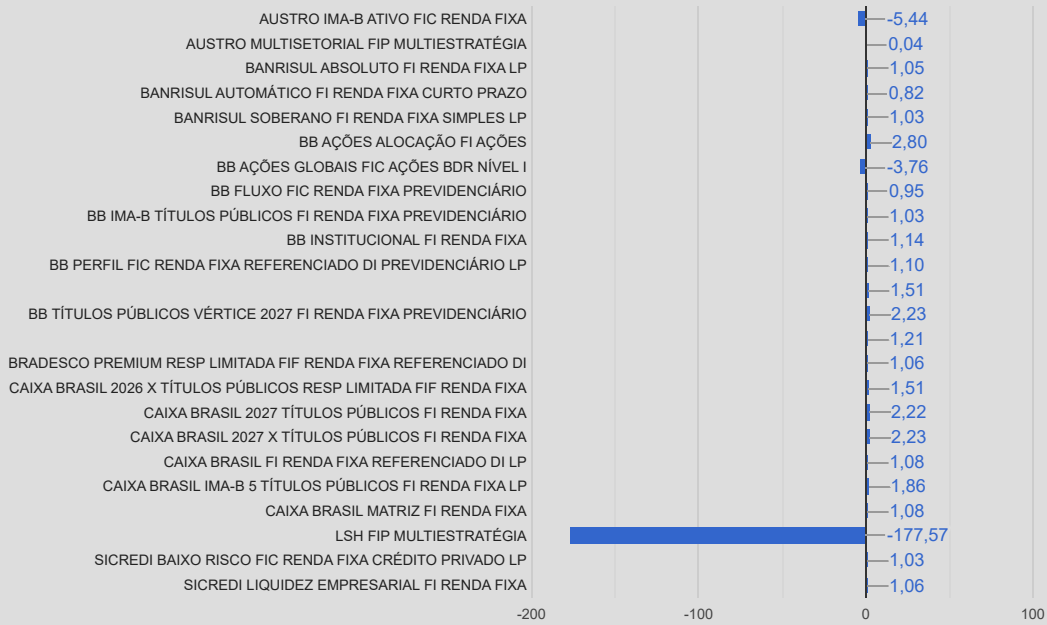 AUSTRO IMA-B ATIVO FIC RENDA FIXA -5,44
AUSTRO MULTISETORIAL FIP MULTIESTRATÉGIA 0,04
BANRISUL ABSOLUTO FI RENDA FIXA LP 1,05
BANRISUL AUTOMÁTICO FI RENDA FIXA CURTO PRAZO 0,82
BANRISUL SOBERANO FI RENDA FIXA SIMPLES LP 1,03
BB AÇÕES ALOCAÇÃO FI AÇÕES 2,80
BB AÇÕES GLOBAIS FIC AÇÕES BDR NÍVEL I -3,76
BB FLUXO FIC RENDA FIXA PREVIDENCIÁRIO 0,95
BB IMA-B TÍTULOS PÚBLICOS FI RENDA FIXA PREVIDENCIÁRIO 1,03
BB INSTITUCIONAL FI RENDA FIXA 1,14
BB PERFIL FIC RENDA FIXA REFERENCIADO DI PREVIDENCIÁRIO LP 1,10
1,51
BB TÍTULOS PÚBLICOS VÉRTICE 2027 FI RENDA FIXA PREVIDENCIÁRIO 2,23
1,21
BRADESCO PREMIUM RESP LIMITADA FIF RENDA FIXA REFERENCIADO DI 1,06
CAIXA BRASIL 2026 X TÍTULOS PÚBLICOS RESP LIMITADA FIF RENDA FIXA 1,51
CAIXA BRASIL 2027 TÍTULOS PÚBLICOS FI RENDA FIXA 2,22
CAIXA BRASIL 2027 X TÍTULOS PÚBLICOS FI RENDA FIXA 2,23
CAIXA BRASIL FI RENDA FIXA REFERENCIADO DI LP 1,08
CAIXA BRASIL IMA-B 5 TÍTULOS PÚBLICOS FI RENDA FIXA LP 1,86
CAIXA BRASIL MATRIZ FI RENDA FIXA 1,08
LSH FIP MULTIESTRATÉGIA -177,57
SICREDI BAIXO RISCO FIC RENDA FIXA CRÉDITO PRIVADO LP 1,03
SICREDI LIQUIDEZ EMPRESARIAL FI RENDA FIXA 1,06
-200 -100 0 100